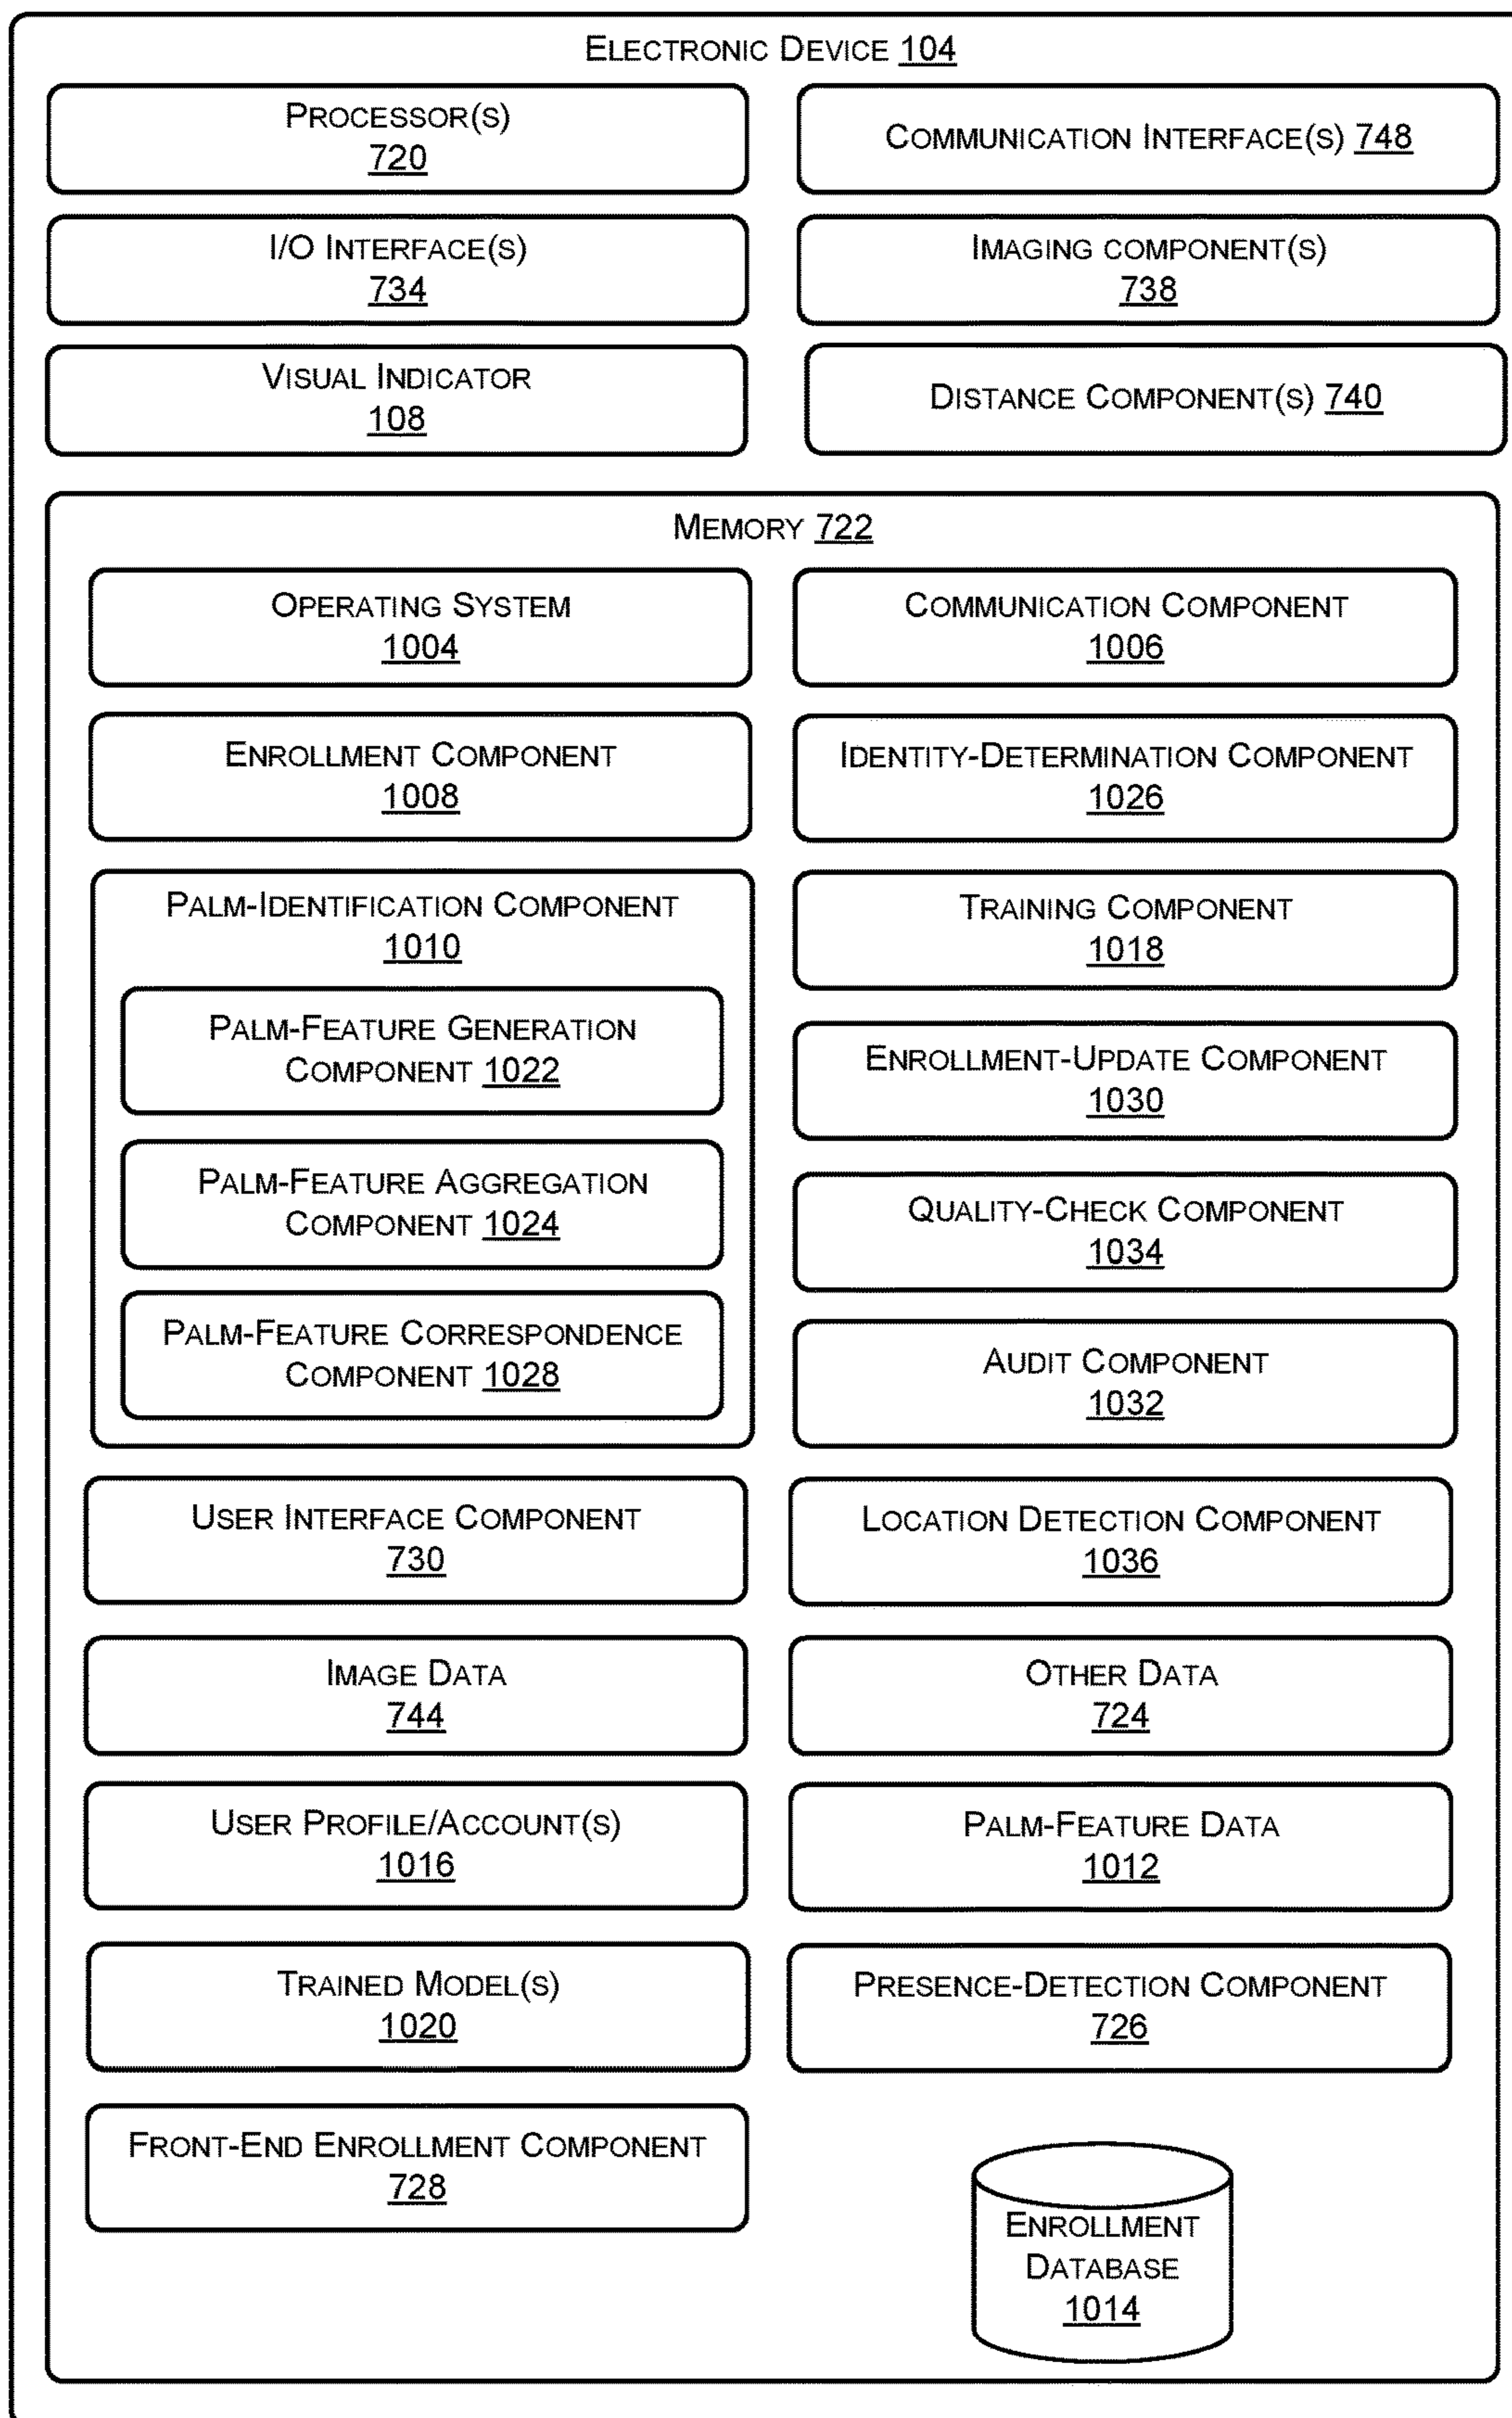 ELECTRONIC DEVICE 104
PROCESSOR(S)
720
COMMUNICATION INTERFACE(S) 748
I/O INTERFACE(S)
734
IMAGING COMPONENT(S)
738
VISUAL INDICATOR
108
DISTANCE COMPONENT(S) 740
MEMORY 722
OPERATING SYSTEM
1004
COMMUNICATION COMPONENT
1006
ENROLLMENT COMPONENT
1008
IDENTITY-DETERMINATION COMPONENT
1026
PALM-IDENTIFICATION COMPONENT
1010
PALM-FEATURE GENERATION
COMPONENT 1022
PALM-FEATURE AGGREGATION
COMPONENT 1024
PALM-FEATURE CORRESPONDENCE
COMPONENT 1028
TRAINING COMPONENT
1018
ENROLLMENT-UPDATE COMPONENT
1030
QUALITY-CHECK COMPONENT
1034
AUDIT COMPONENT
1032
USER INTERFACE COMPONENT
730
LOCATION DETECTION COMPONENT
1036
IMAGE DATA
744
OTHER DATA
724
USER PROFILE/ACCOUNT(S)
1016
PALM-FEATURE DATA
1012
TRAINED MODEL(S)
1020
PRESENCE-DETECTION COMPONENT
726
FRONT-END ENROLLMENT COMPONENT
728
ENROLLMENT
DATABASE
1014